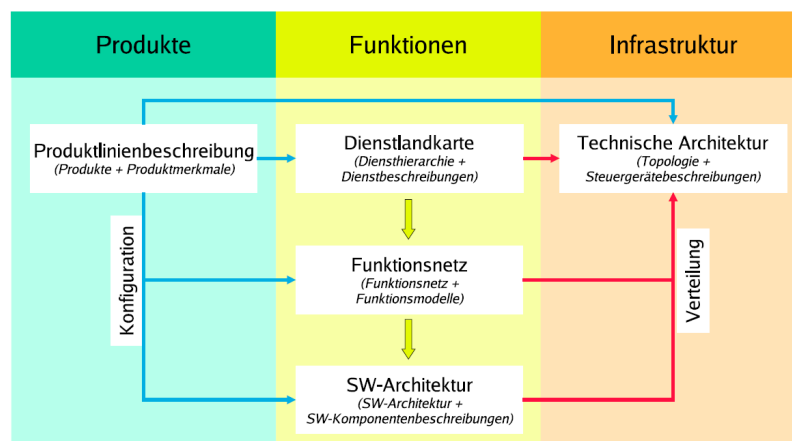 Produkte
Funktionen
Infrastruktur
Produktlinienbeschreibung
(Produkte + Produktmerkmale)
Dienstlandkarte
(Diensthierarchie +
Dienstbeschreibungen)
Technische Architektur
(Topologie +
Steuergerätebeschreibungen)
Konfiguration
Funktionsnetz
(Funktionsnetz +
Funktionsmodelle)
Verteilung
SW-Architektur
(SW-Architektur +
SW-Komponentenbeschreibungen)